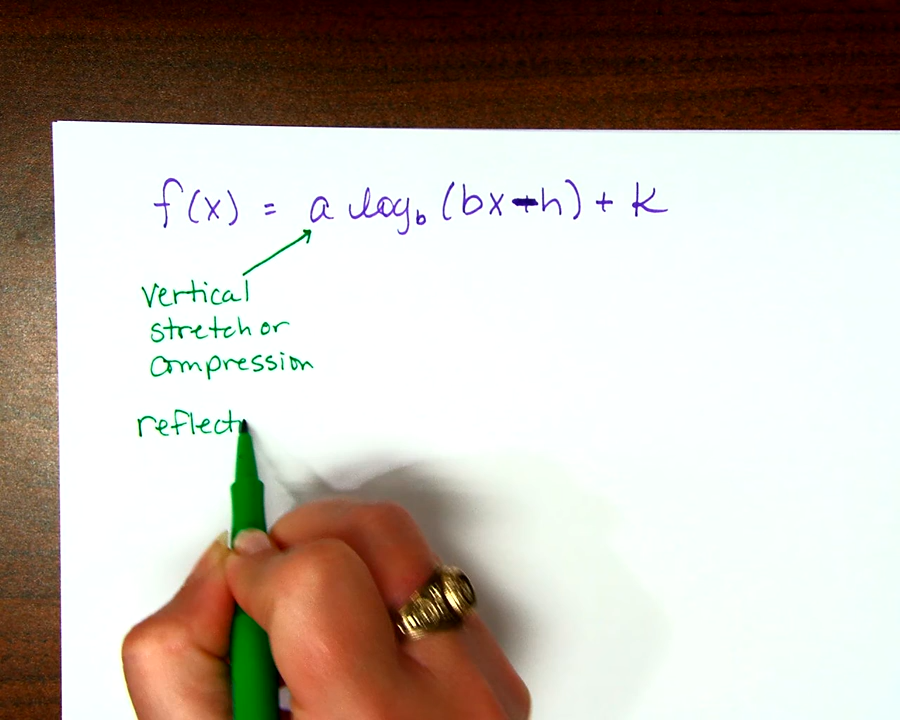 f(x) = a log_b (bx-h) + k
vertical
stretch or
compression
reflect